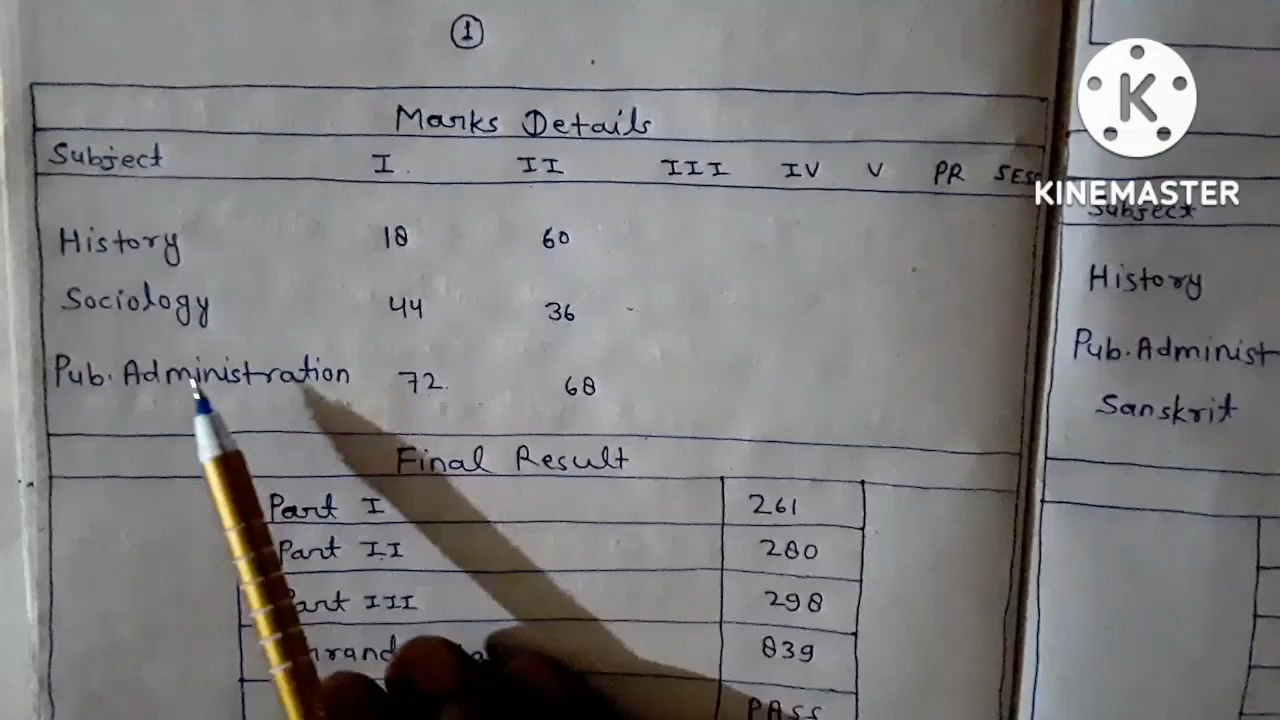 1
Marks Details
Subject I. II III IV V PR
History 18 60
Sociology 44 36
Pub. Administration 72 68
Final Result
Part I 261
Part II 280
Part III 298
839
PASS
K
KINEMASTER
Subject
History
Pub. Administ
Sanskrit